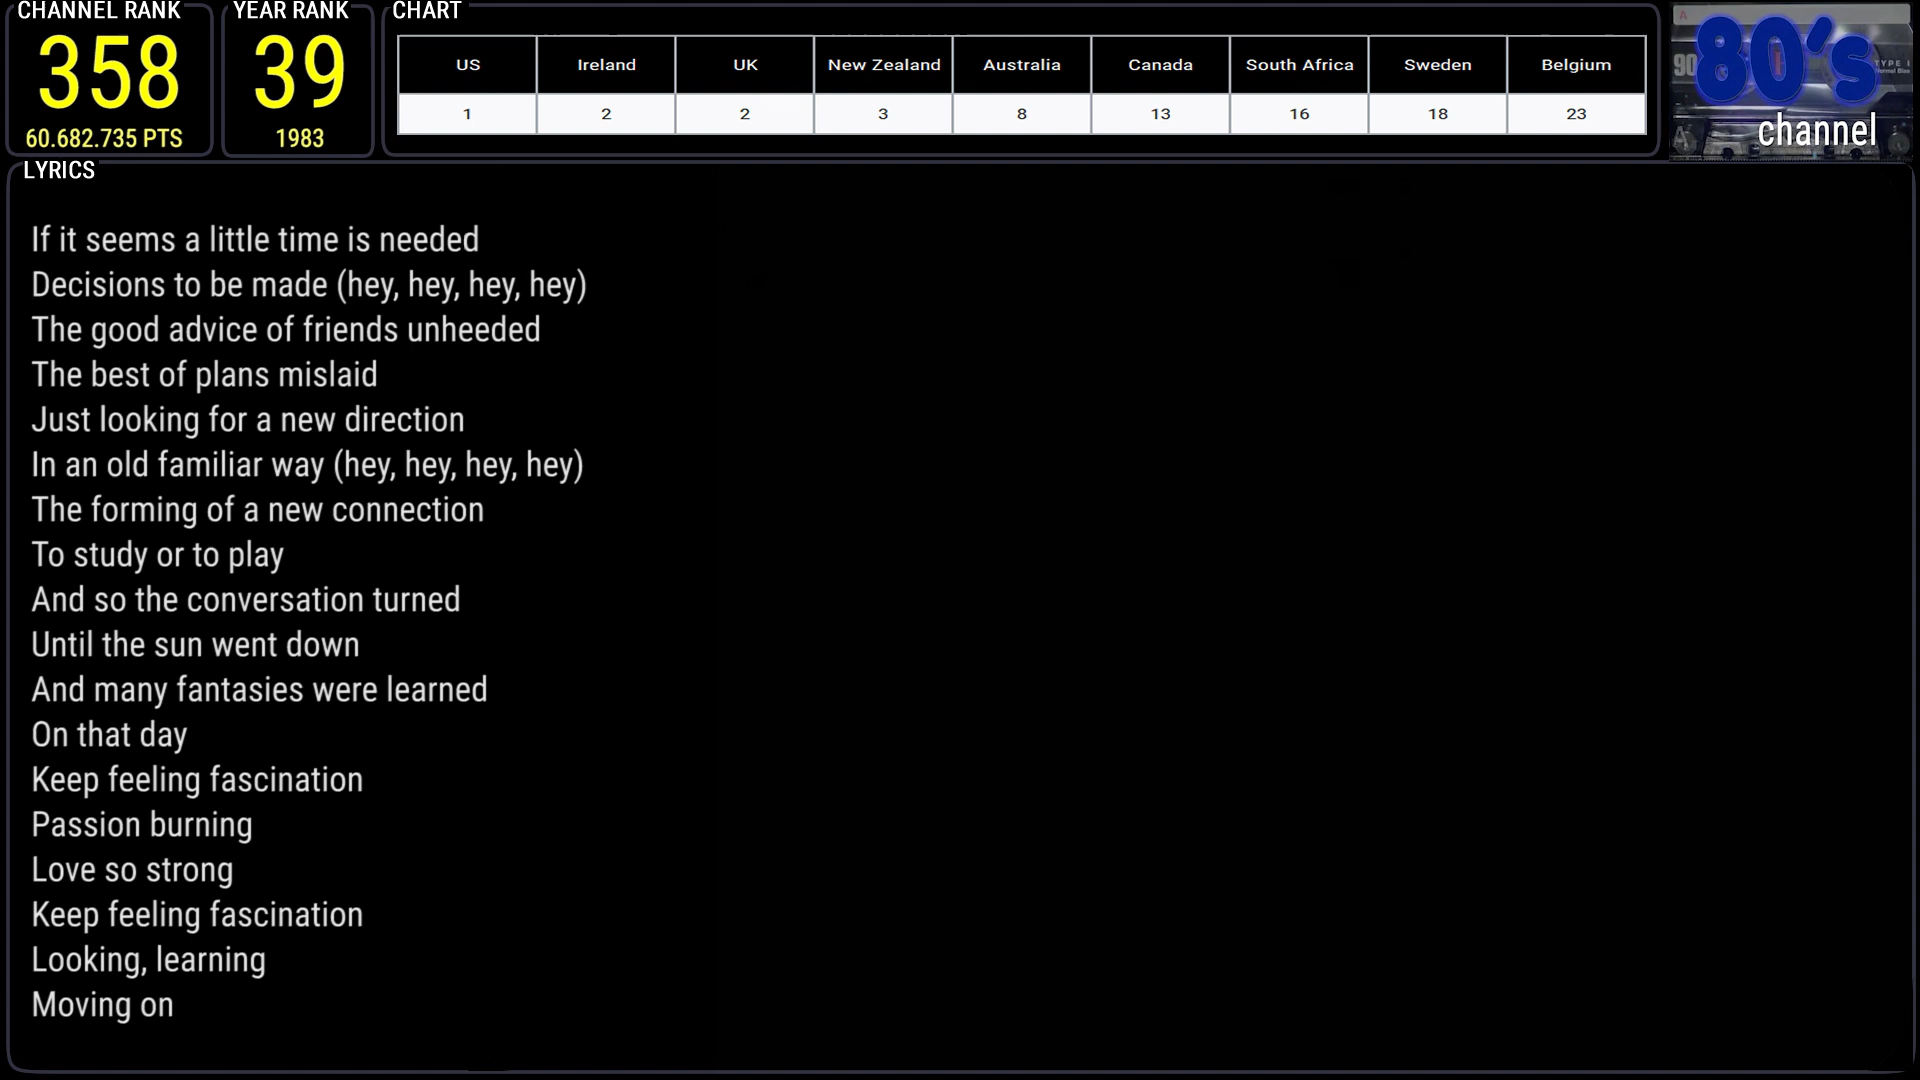 CHANNEL RANK
358
60.682.735 PTS
YEAR RANK
39
1983
CHART
US Ireland UK New Zealand Australia Canada South Africa Sweden Belgium
1 2 2 3 8 13 16 18 23
A
90
TYPE I
Normal Bias
80's
channel
A
LYRICS
If it seems a little time is needed
Decisions to be made (hey, hey, hey, hey)
The good advice of friends unheeded
The best of plans mislaid
Just looking for a new direction
In an old familiar way (hey, hey, hey, hey)
The forming of a new connection
To study or to play
And so the conversation turned
Until the sun went down
And many fantasies were learned
On that day
Keep feeling fascination
Passion burning
Love so strong
Keep feeling fascination
Looking, learning
Moving on